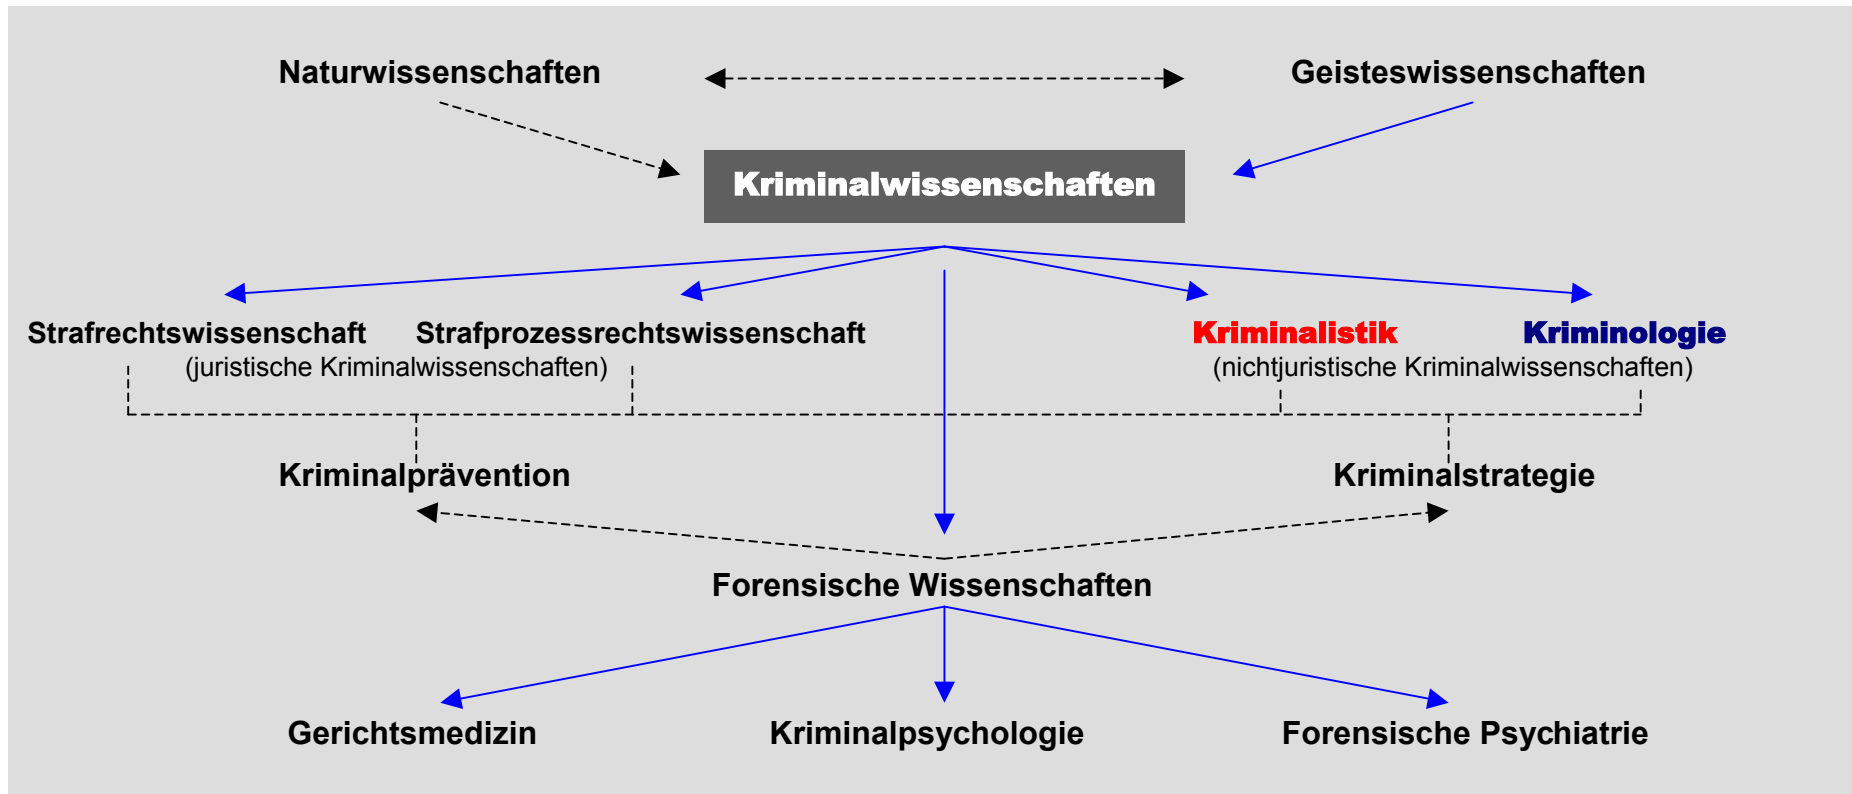 Naturwissenschaften Geisteswissenschaften
Kriminalwissenschaften
Strafrechtswissenschaft Strafprozessrechtswissenschaft Kriminalistik Kriminologie
(juristische Kriminalwissenschaften) (nichtjuristische Kriminalwissenschaften)
Kriminalprävention Kriminalstrategie
Forensische Wissenschaften
Gerichtsmedizin Kriminalpsychologie Forensische Psychiatrie